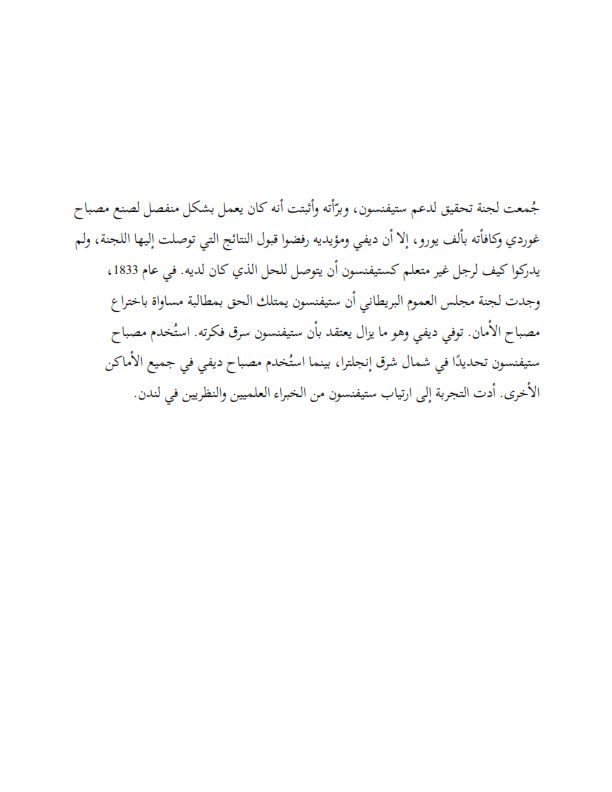 جُمعت لجنة تحقيق لدعم ستيفنسون، وبرّأته وأثبتت أنه كان يعمل بشكل منفصل لصنع مصباح
غوردي وكافأته بألف يورو، إلا أن ديفي ومؤيديه رفضوا قبول النتائج التي توصلت إليها اللجنة، ولم
يدركوا كيف لرجل غير متعلم كستيفنسون أن يتوصل للحل الذي كان لديه. في عام 1833،
وجدت لجنة مجلس العموم البريطاني أن ستيفنسون يمتلك الحق بمطالبة مساواة باختراع
مصباح الأمان. توفي ديفي وهو ما يزال يعتقد بأن ستيفنسون سرق فكرته. استُخدم مصباح
ستيفنسون تحديدًا في شمال شرق إنجلترا، بينما استُخدم مصباح ديفي في جميع الأماكن
الأخرى. أدت التجربة إلى ارتياب ستيفنسون من الخبراء العلميين والنظريين في لندن.